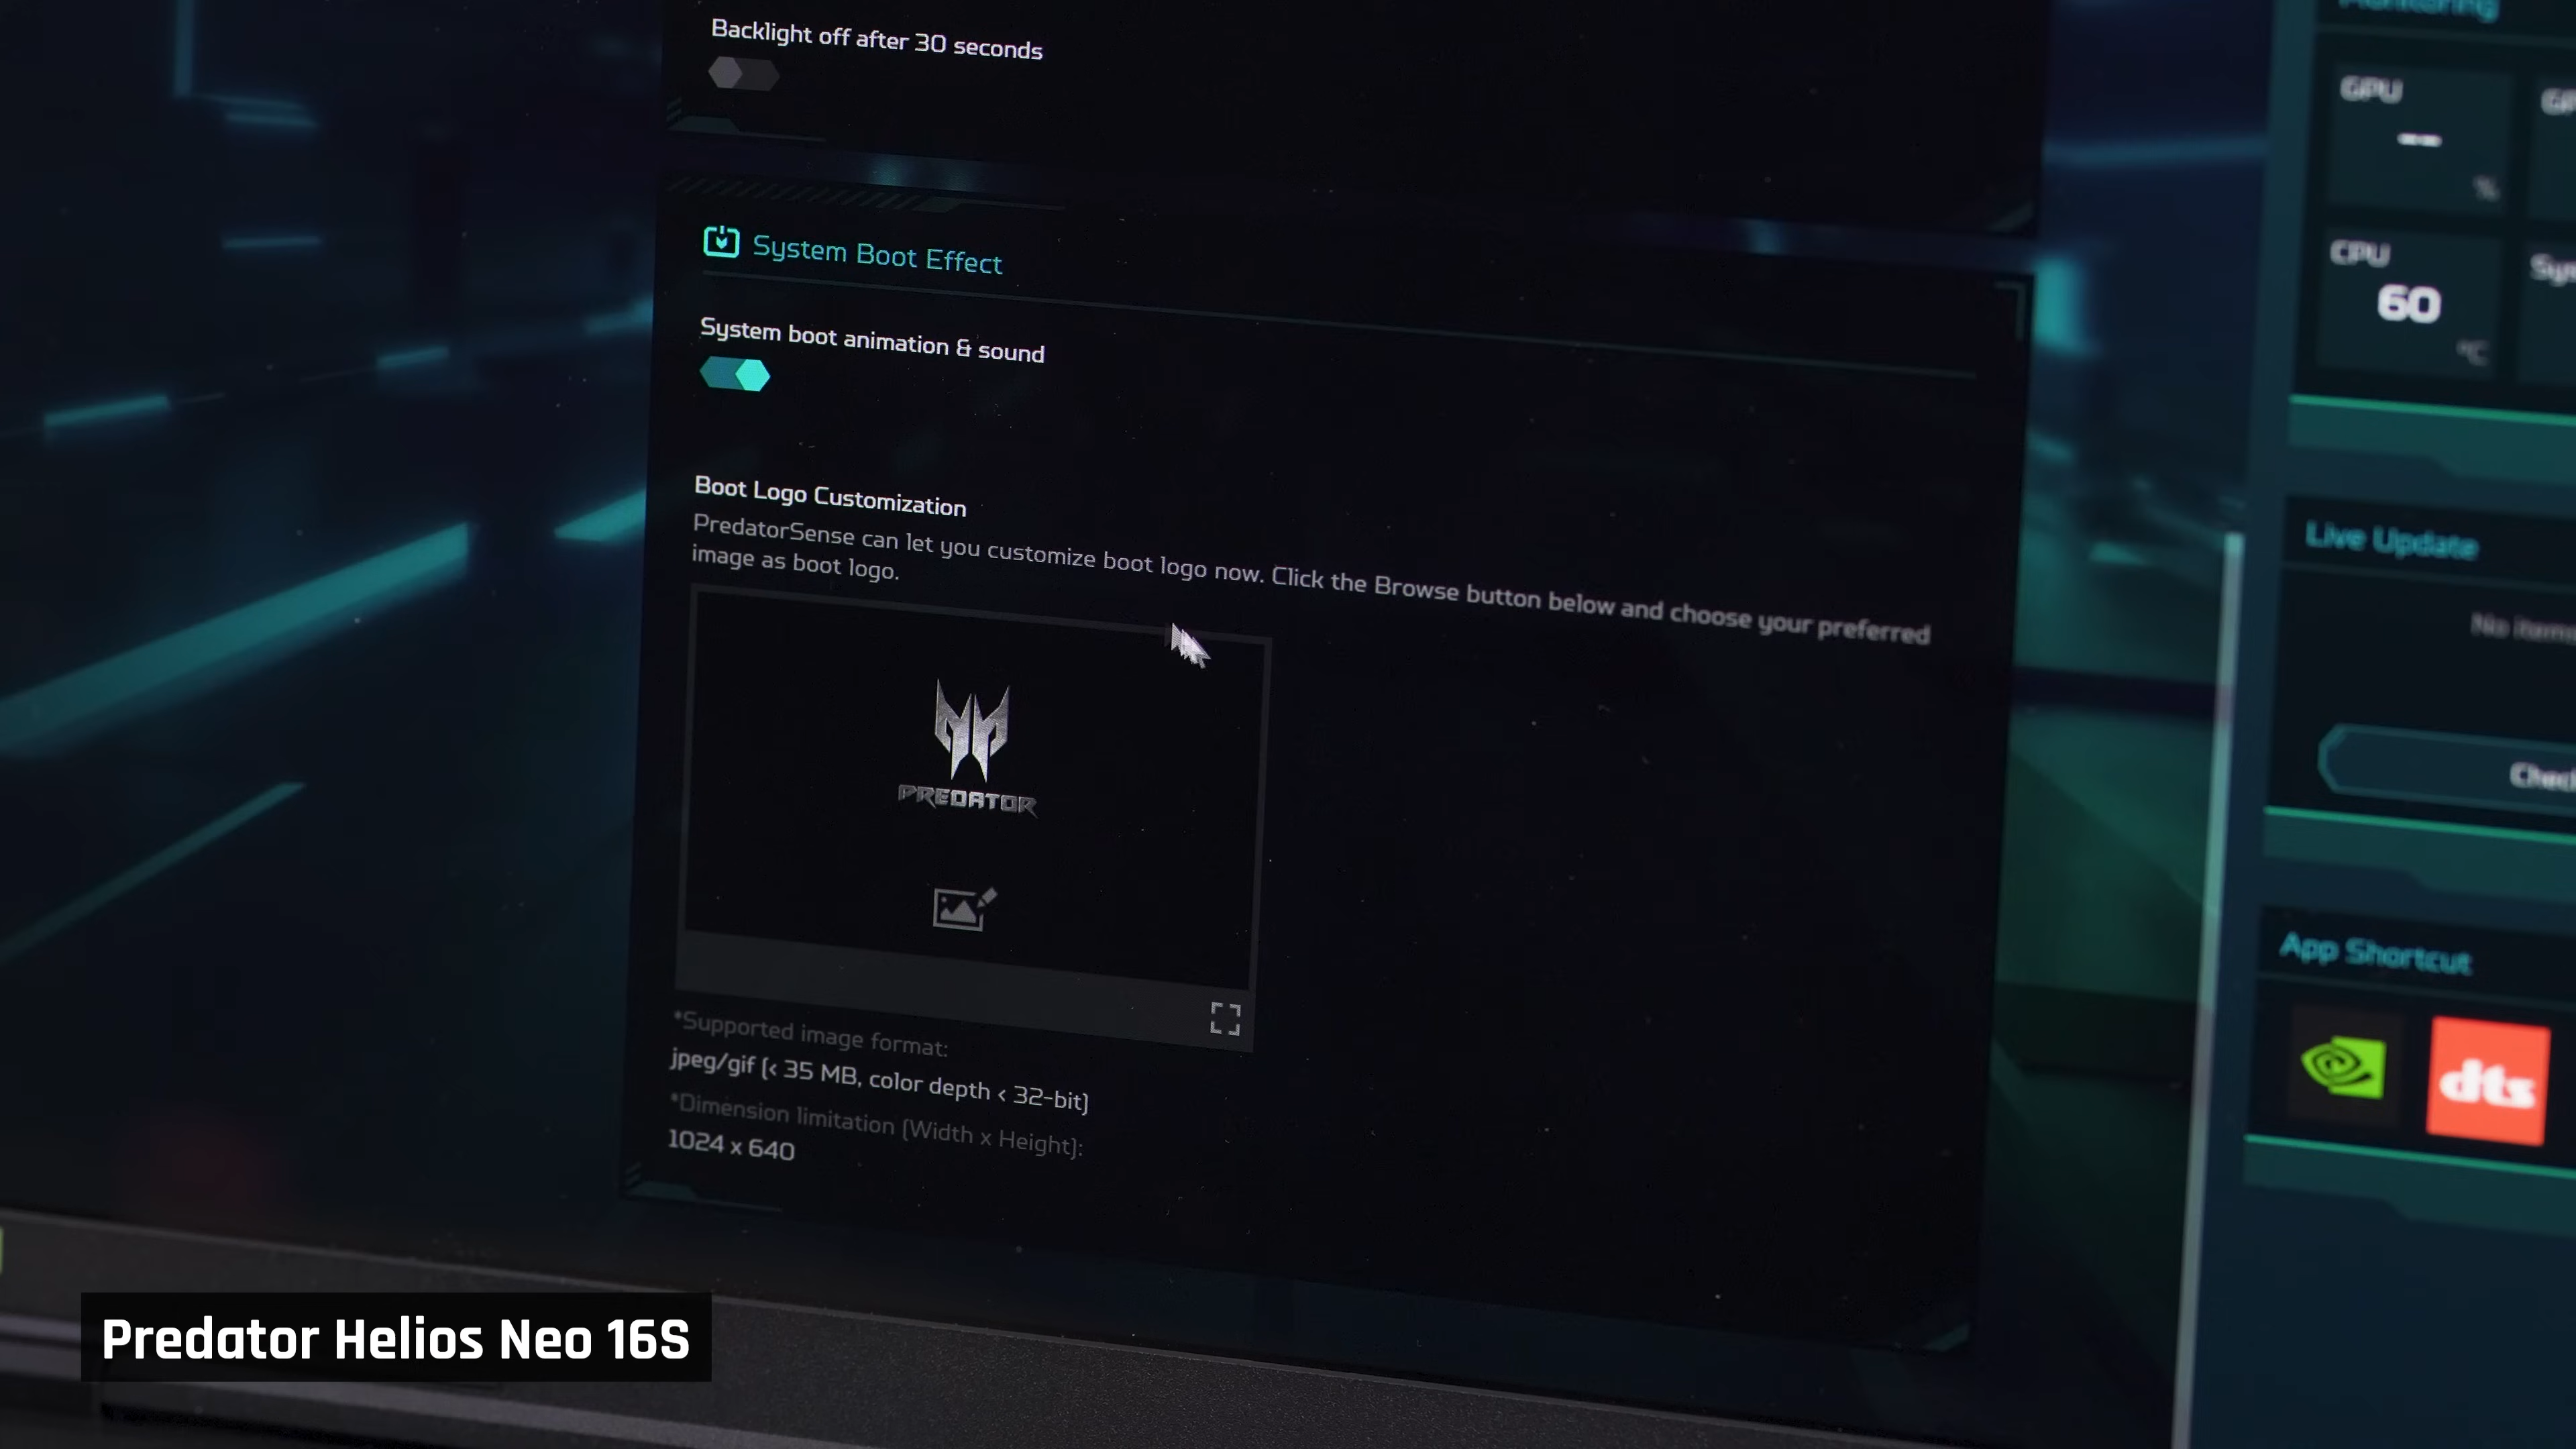 Backlight off after 30 seconds
System Boot Effect
System boot animation & sound
Boot Logo Customization
PredatorSense can let you customize boot logo now. Click the Browse button below and choose your preferred
image as boot logo.
PREDATOR
*Supported image format:
jpeg/gif (< 35 MB, color depth < 32-bit)
*Dimension limitation (Width x Height):
1024 x 640
Monitoring
GPU
--
%
CPU
60
°C
Live Update
No
App Shortcut
dts
Predator Helios Neo 16S